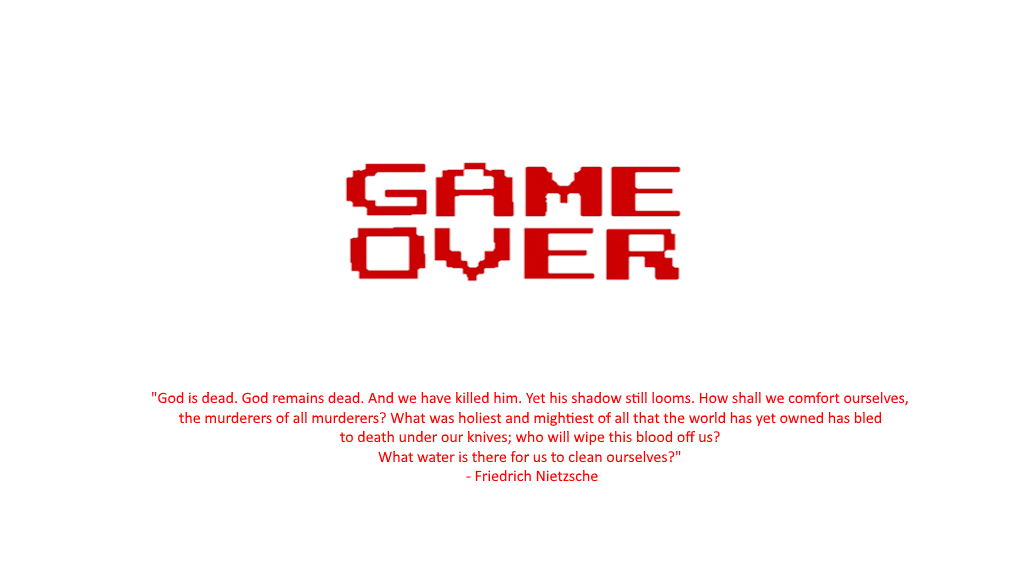 GAME
OVER
"God is dead. God remains dead. And we have killed him. Yet his shadow still looms. How shall we comfort ourselves,
the murderers of all murderers? What was holiest and mightiest of all that the world has yet owned has bled
to death under our knives; who will wipe this blood off us?
What water is there for us to clean ourselves?"
- Friedrich Nietzsche